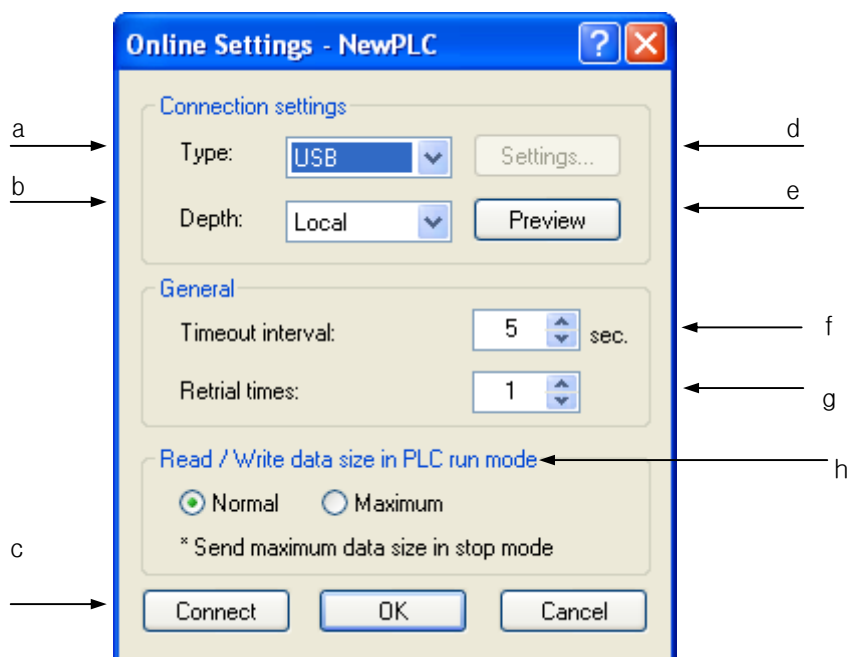 Online Settings - NewPLC ?
Connection settings
a Type: USB Settings... d
b Depth: Local Preview e
General
Timeout interval: 5 sec. f
Retrial times: 1 g
Read / Write data size in PLC run mode h
Normal Maximum
* Send maximum data size in stop mode
c
Connect OK Cancel